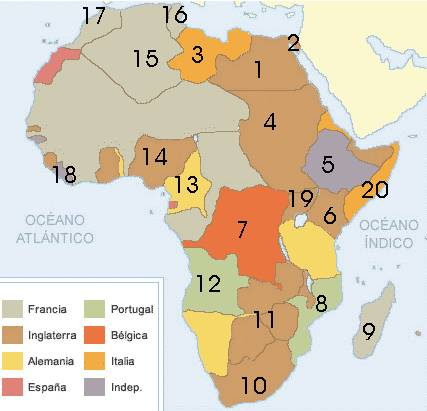 17
16
2
3
15
1
4
14
5
18
13
19
20
OCÉANO
ATLÁNTICO
7
6
OCÉANO
ÍNDICO
12
8
11
9
10
Francia
Portugal
Inglaterra
Bélgica
Alemania
Italia
España
Indep.